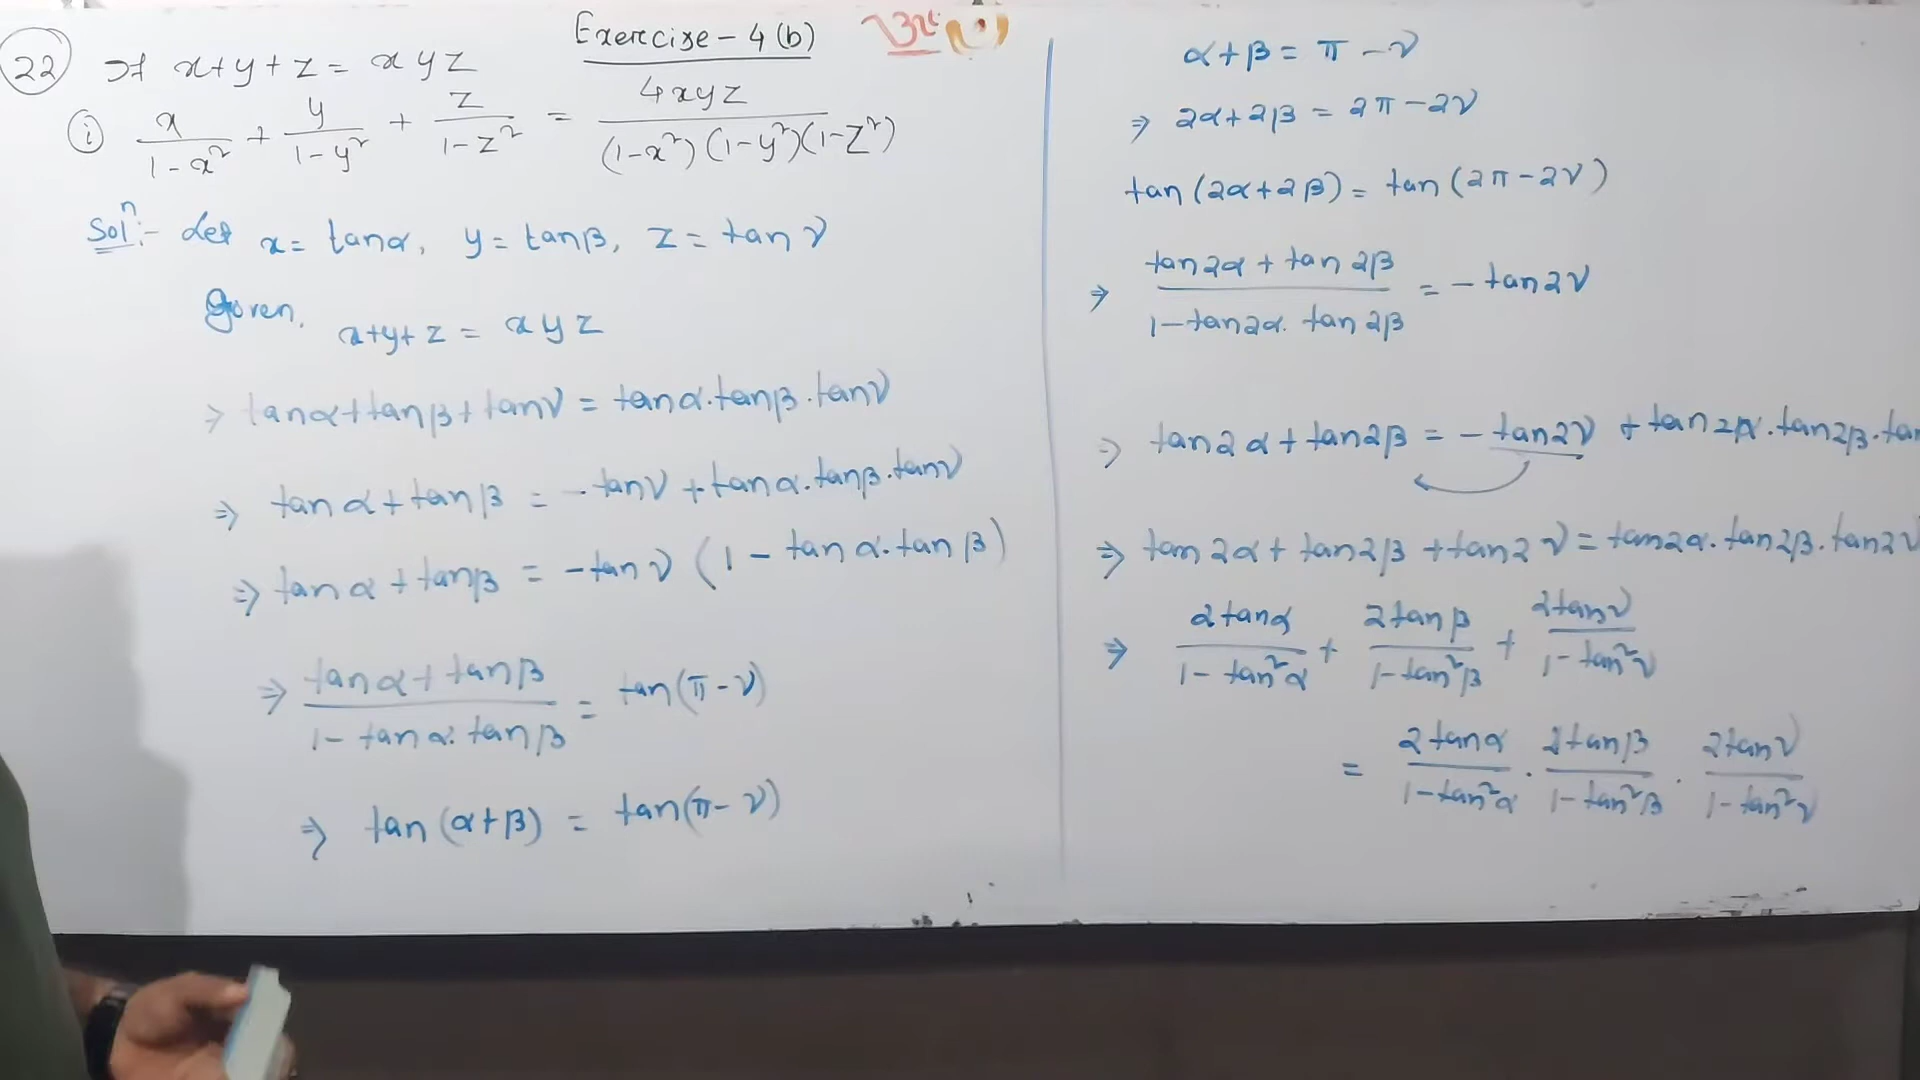 Exercise - 4(b)
(22) If x+y+z = xyz
(i) x/(1-x²) + y/(1-y²) + z/(1-z²) = 4xyz/((1-x²)(1-y²)(1-z²))
Solⁿ:- Let x = tanα, y = tanβ, z = tanγ
Given, x+y+z = xyz
⇒ tanα+tanβ+tanγ = tanα.tanβ.tanγ
⇒ tanα+tanβ = -tanγ + tanα.tanβ.tanγ
⇒ tanα+tanβ = -tanγ (1 - tanα.tanβ)
⇒ (tanα+tanβ)/(1-tanα.tanβ) = tan(π-γ)
⇒ tan(α+β) = tan(π-γ)
α+β = π-γ
⇒ 2α+2β = 2π-2γ
tan(2α+2β) = tan(2π-2γ)
⇒ (tan2α+tan2β)/(1-tan2α.tan2β) = -tan2γ
⇒ tan2α+tan2β = -tan2γ + tan2α.tan2β.tan
⇒ tan2α+tan2β+tan2γ = tan2α.tan2β.tan2γ
⇒ 2tanα/(1-tan²α) + 2tanβ/(1-tan²β) + 2tanγ/(1-tan²γ)
= 2tanα/(1-tan²α) . 2tanβ/(1-tan²β) . 2tanγ/(1-tan²γ)